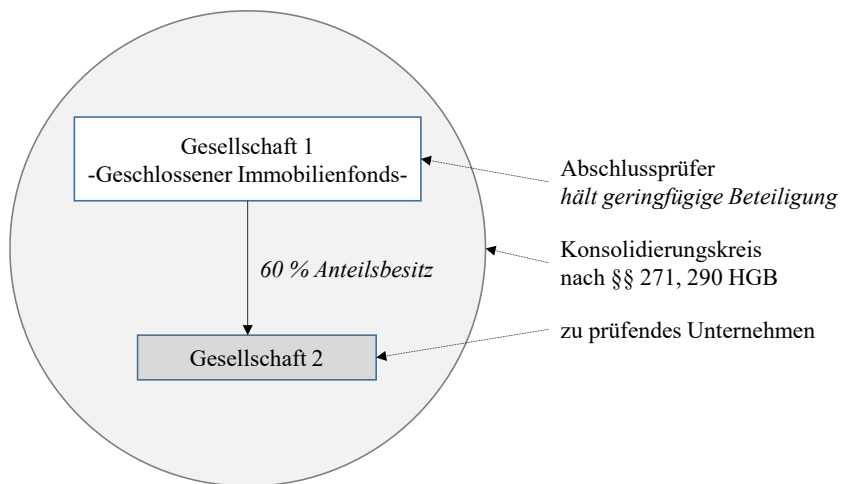 Gesellschaft 1
-Geschlossener Immobilienfonds-
60 % Anteilsbesitz
Gesellschaft 2
Abschlussprüfer
hält geringfügige Beteiligung
Konsolidierungskreis
nach §§ 271, 290 HGB
zu prüfendes Unternehmen